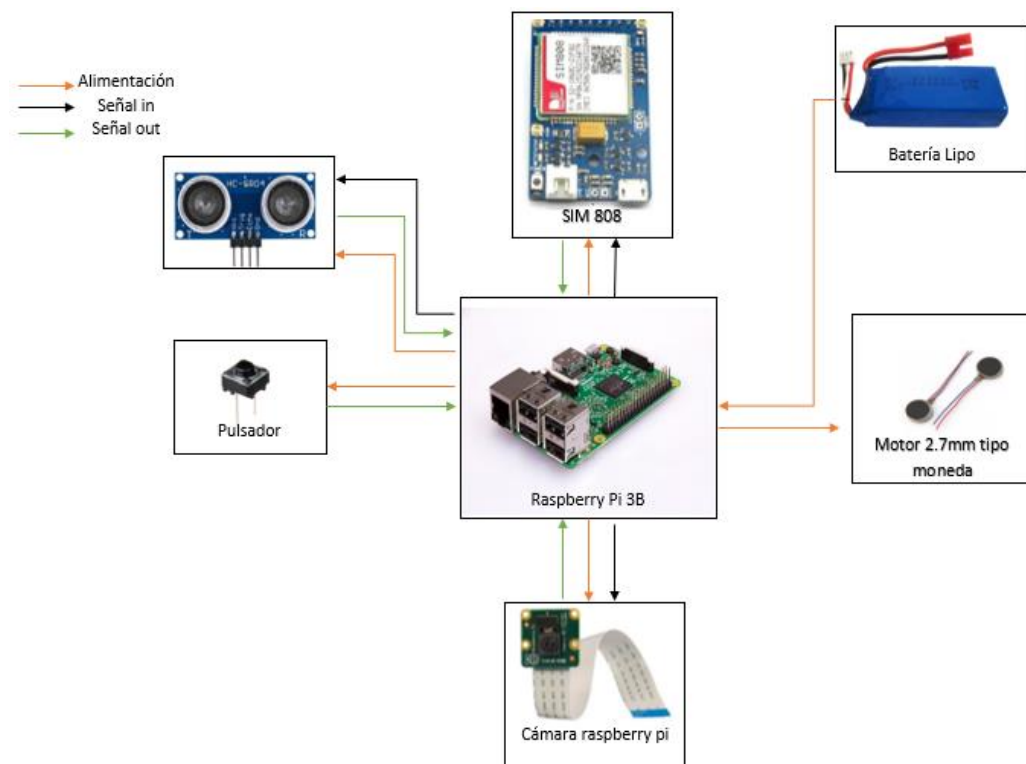 Alimentación
Señal in
Señal out
HC-SR04
T
R
SIM808
SIM 808
Batería Lipo
Pulsador
Raspberry Pi 3B
Motor 2.7mm tipo
moneda
Cámara raspberry pi